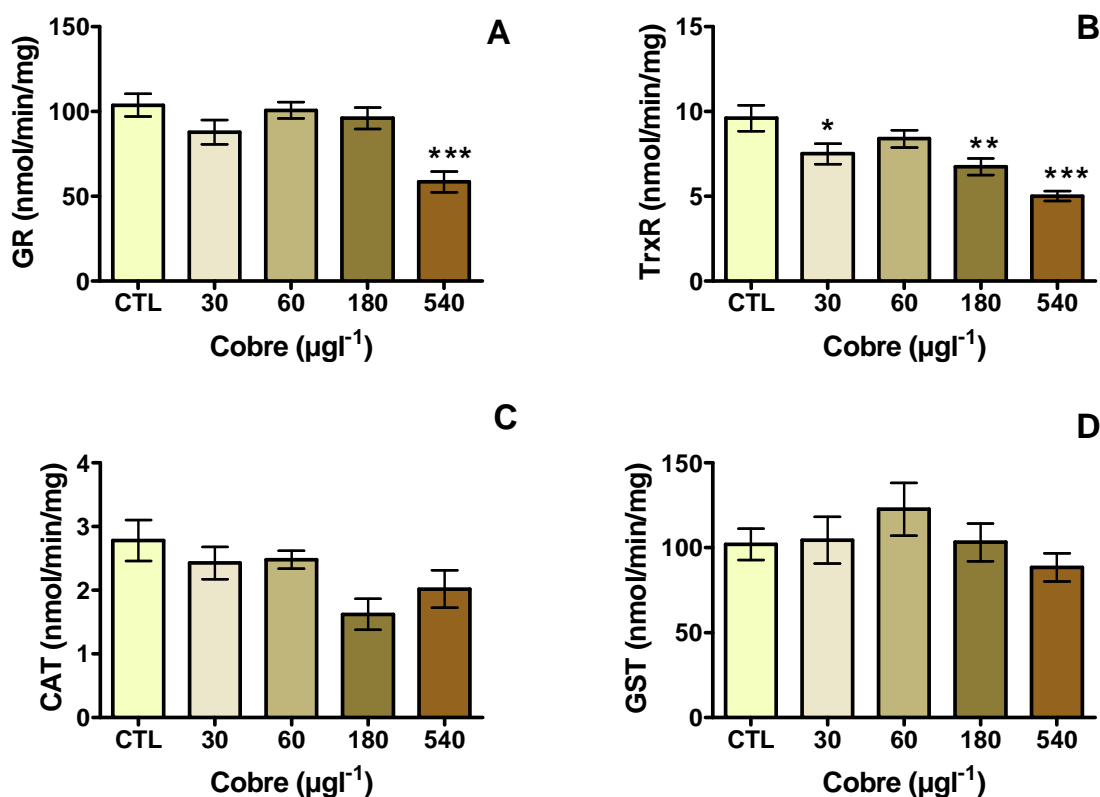 A
GR (nmol/min/mg)
150
100
50
0
***
CTL 30 60 180 540
Cobre (µgl⁻¹)
B
TrxR (nmol/min/mg)
15
10
5
0
* ** ***
CTL 30 60 180 540
Cobre (µgl⁻¹)
C
CAT (nmol/min/mg)
4
3
2
1
0
CTL 30 60 180 540
Cobre (µgl⁻¹)
D
GST (nmol/min/mg)
150
100
50
0
CTL 30 60 180 540
Cobre (µgl⁻¹)